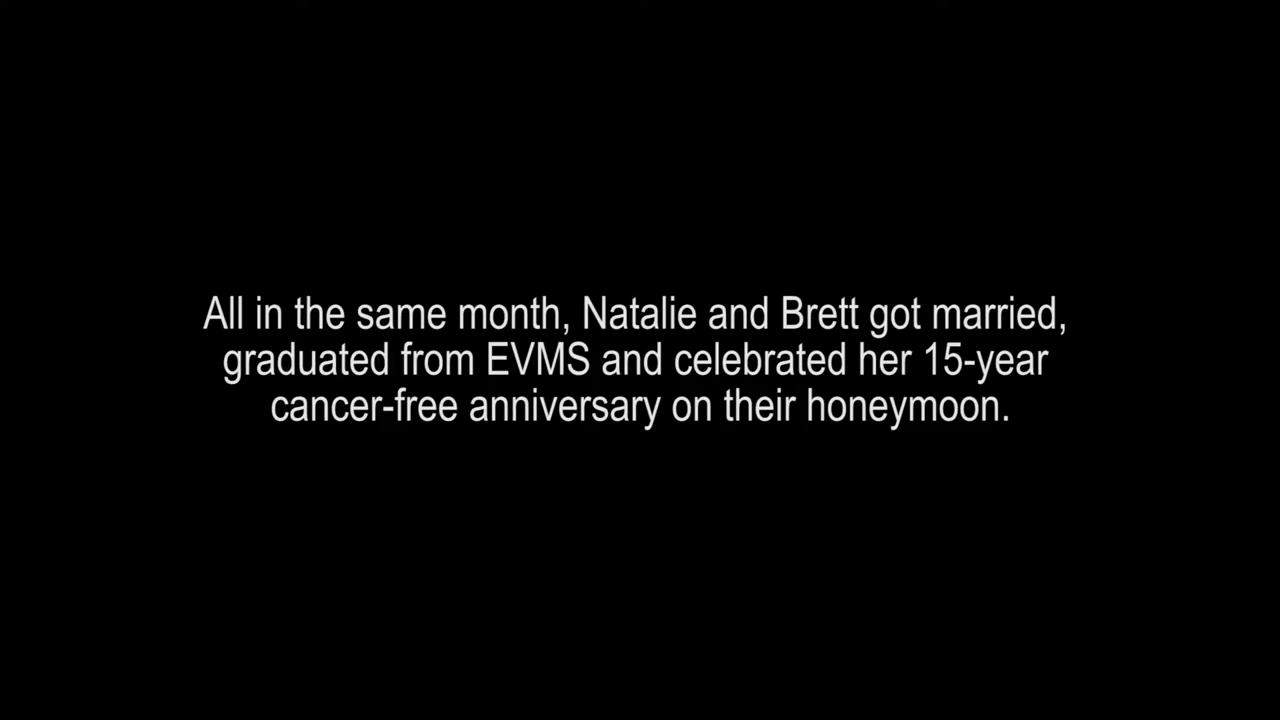 All in the same month, Natalie and Brett got married,
graduated from EVMS and celebrated her 15-year
cancer-free anniversary on their honeymoon.